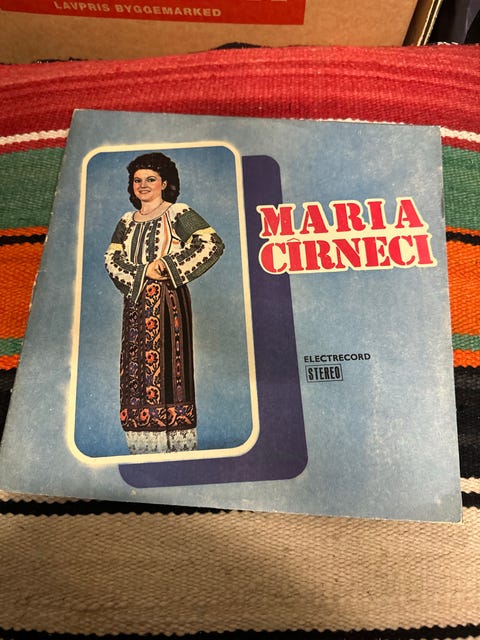 LAVPRIS BYGGEMARKED
MARIA
CÎRNECI
ELECTRECORD
STEREO